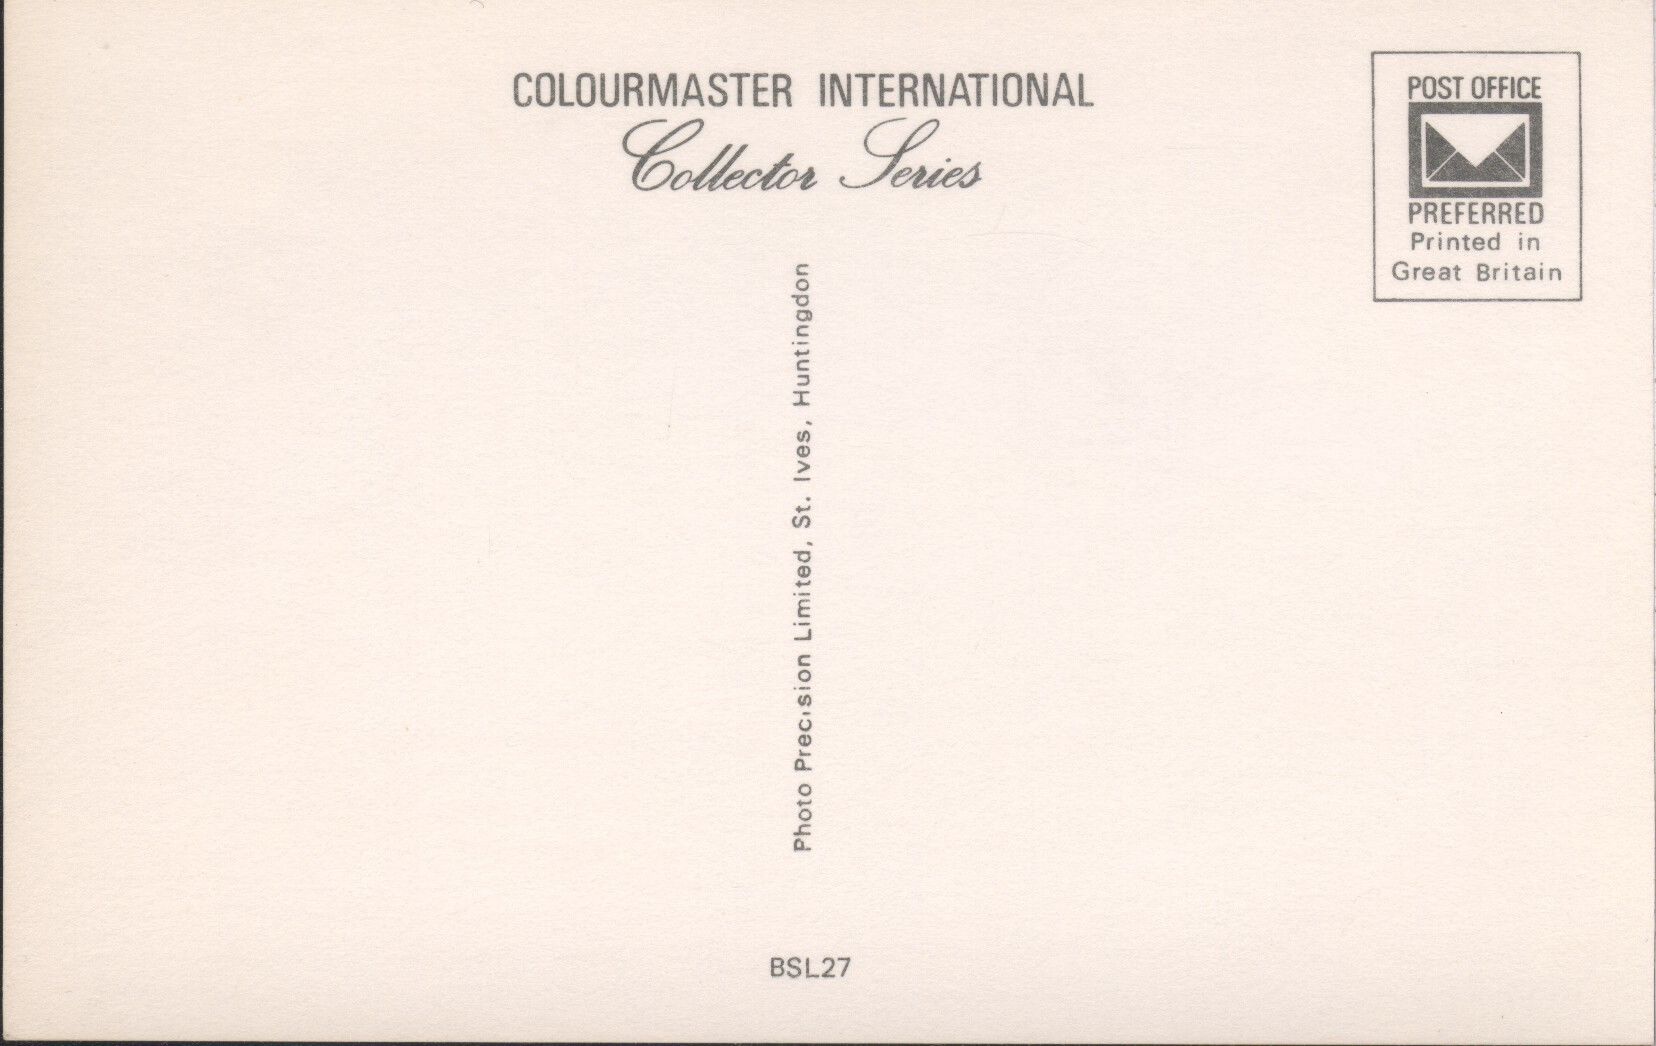 COLOURMASTER INTERNATIONAL
Collector Series
POST OFFICE
PREFERRED
Printed in
Great Britain
Photo Precision Limited, St. Ives, Huntingdon
BSL27